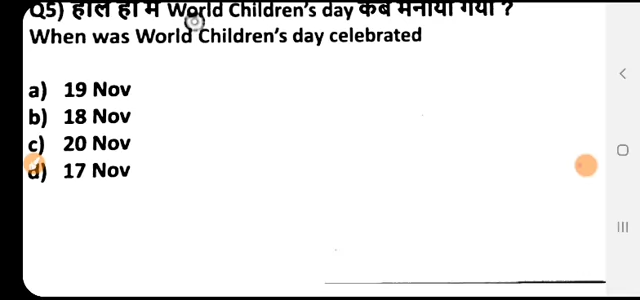 Q5) हाल ही में World Children's day कब मनाया गया ?
When was World Children's day celebrated
a) 19 Nov
b) 18 Nov
c) 20 Nov
d) 17 Nov